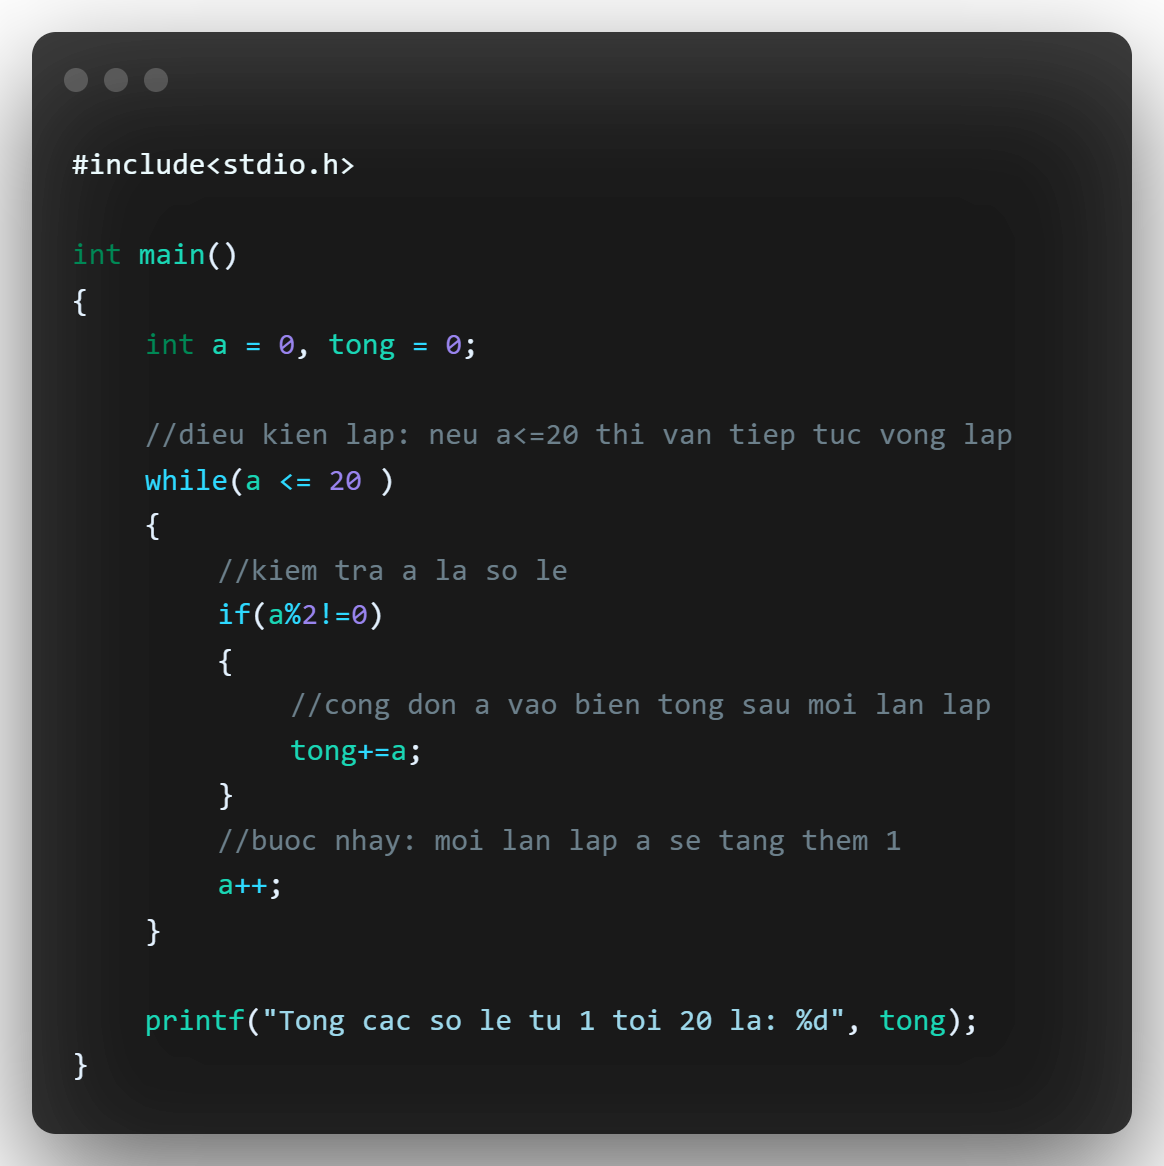 #include<stdio.h>
int main()
{
int a = 0, tong = 0;
//dieu kien lap: neu a<=20 thi van tiep tuc vong lap
while(a <= 20 )
{
//kiem tra a la so le
if(a%2!=0)
{
//cong don a vao bien tong sau moi lan lap
tong+=a;
}
//buoc nhay: moi lan lap a se tang them 1
a++;
}
printf("Tong cac so le tu 1 toi 20 la: %d", tong);
}